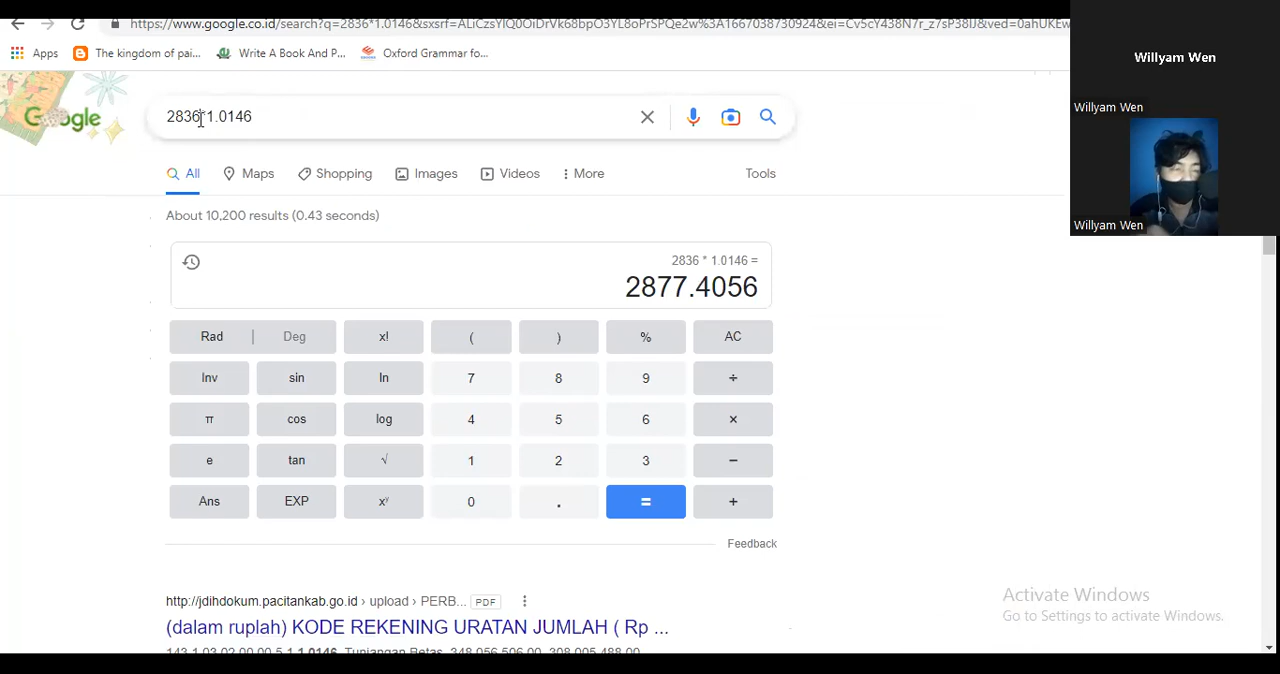 https://www.google.co.id/search?q=2836*1.0146&sxsrf=ALiCzsYlQ0OiDrVk68bpO3YL8oPrSPQe2w%3A1667038730924&ei=Cv5cY438N7r_z7sP38IJ&ved=0ahUKEw
Willyam Wen
Apps The kingdom of pai... Write A Book And P... Oxford Grammar fo...
Willyam Wen
Google
2836*1.0146
All Maps Shopping Images Videos More Tools
About 10,200 results (0.43 seconds)
Willyam Wen
2836 * 1.0146 =
2877.4056
Rad | Deg x! ( ) % AC
Inv sin ln 7 8 9 ÷
π cos log 4 5 6 ×
e tan √ 1 2 3 −
Ans EXP xʸ 0 . = +
Feedback
http://jdihdokum.pacitankab.go.id › upload › PERB... PDF
Activate Windows
Go to Settings to activate Windows.
(dalam ruplah) KODE REKENING URATAN JUMLAH ( Rp ...